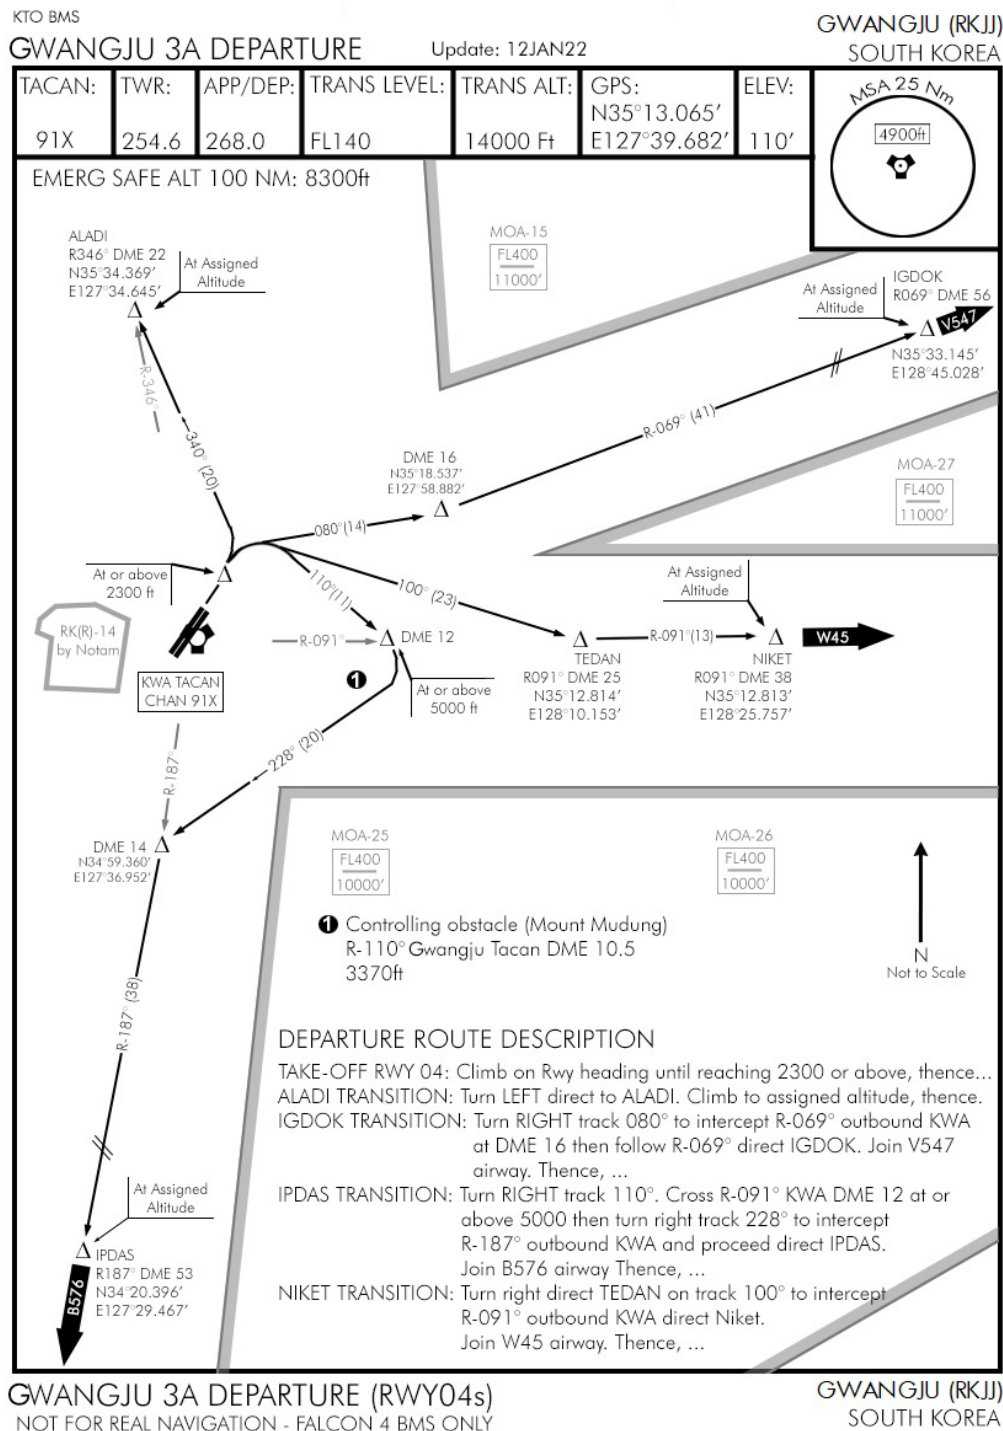 KTO BMS
GWANGJU 3A DEPARTURE
Update: 12JAN22
GWANGJU (RKJJ)
SOUTH KOREA
TACAN: TWR: APP/DEP: TRANS LEVEL: TRANS ALT: GPS: ELEV:
N35°13.065'
91X 254.6 268.0 FL140 14000 Ft E127°39.682' 110'
MSA 25 Nm
4900ft
EMERG SAFE ALT 100 NM: 8300ft
MOA-15
FL400
11000'
ALADI
R346° DME 22
N35°34.369'
E127°34.645'
At Assigned
Altitude
At Assigned
Altitude
IGDOK
R069° DME 56
V547
N35°33.145'
E128°45.028'
R-346°
340° (20)
R-069° (41)
DME 16
N35°18.537'
E127°58.882'
MOA-27
FL400
11000'
080°(14)
At or above
2300 ft
110°(11)
100° (23)
At Assigned
Altitude
RK(R)-14
by Notam
R-091°
DME 12
R-091°(13)
W45
KWA TACAN
CHAN 91X
1
At or above
5000 ft
TEDAN
R091° DME 25
N35°12.814'
E128°10.153'
NIKET
R091° DME 38
N35°12.813'
E128°25.757'
R-187°
228° (20)
DME 14
N34°59.360'
E127°36.952'
MOA-25
FL400
10000'
MOA-26
FL400
10000'
1 Controlling obstacle (Mount Mudung)
R-110° Gwangju Tacan DME 10.5
3370ft
N
Not to Scale
R-187° (38)
DEPARTURE ROUTE DESCRIPTION
TAKE-OFF RWY 04: Climb on Rwy heading until reaching 2300 or above, thence...
ALADI TRANSITION: Turn LEFT direct to ALADI. Climb to assigned altitude, thence.
IGDOK TRANSITION: Turn RIGHT track 080° to intercept R-069° outbound KWA
at DME 16 then follow R-069° direct IGDOK. Join V547
airway. Thence, ...
IPDAS TRANSITION: Turn RIGHT track 110°. Cross R-091° KWA DME 12 at or
above 5000 then turn right track 228° to intercept
R-187° outbound KWA and proceed direct IPDAS.
Join B576 airway Thence, ...
NIKET TRANSITION: Turn right direct TEDAN on track 100° to intercept
R-091° outbound KWA direct Niket.
Join W45 airway. Thence, ...
At Assigned
Altitude
IPDAS
R187° DME 53
N34°20.396'
E127°29.467'
B576
GWANGJU 3A DEPARTURE (RWY04s)
NOT FOR REAL NAVIGATION - FALCON 4 BMS ONLY
GWANGJU (RKJJ)
SOUTH KOREA